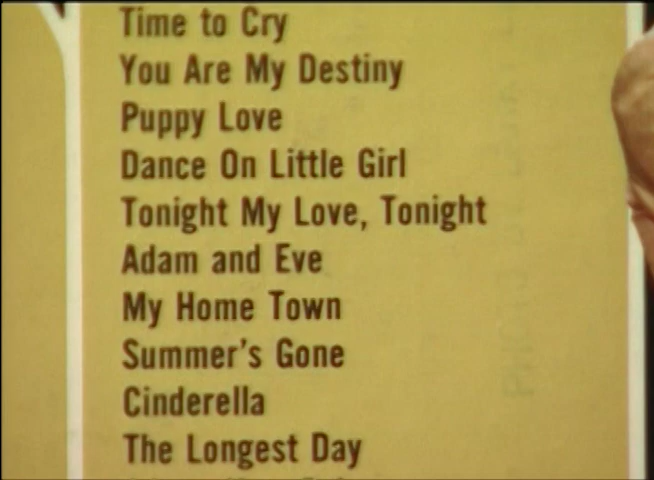 Time to Cry
You Are My Destiny
Puppy Love
Dance On Little Girl
Tonight My Love, Tonight
Adam and Eve
My Home Town
Summer's Gone
Cinderella
The Longest Day